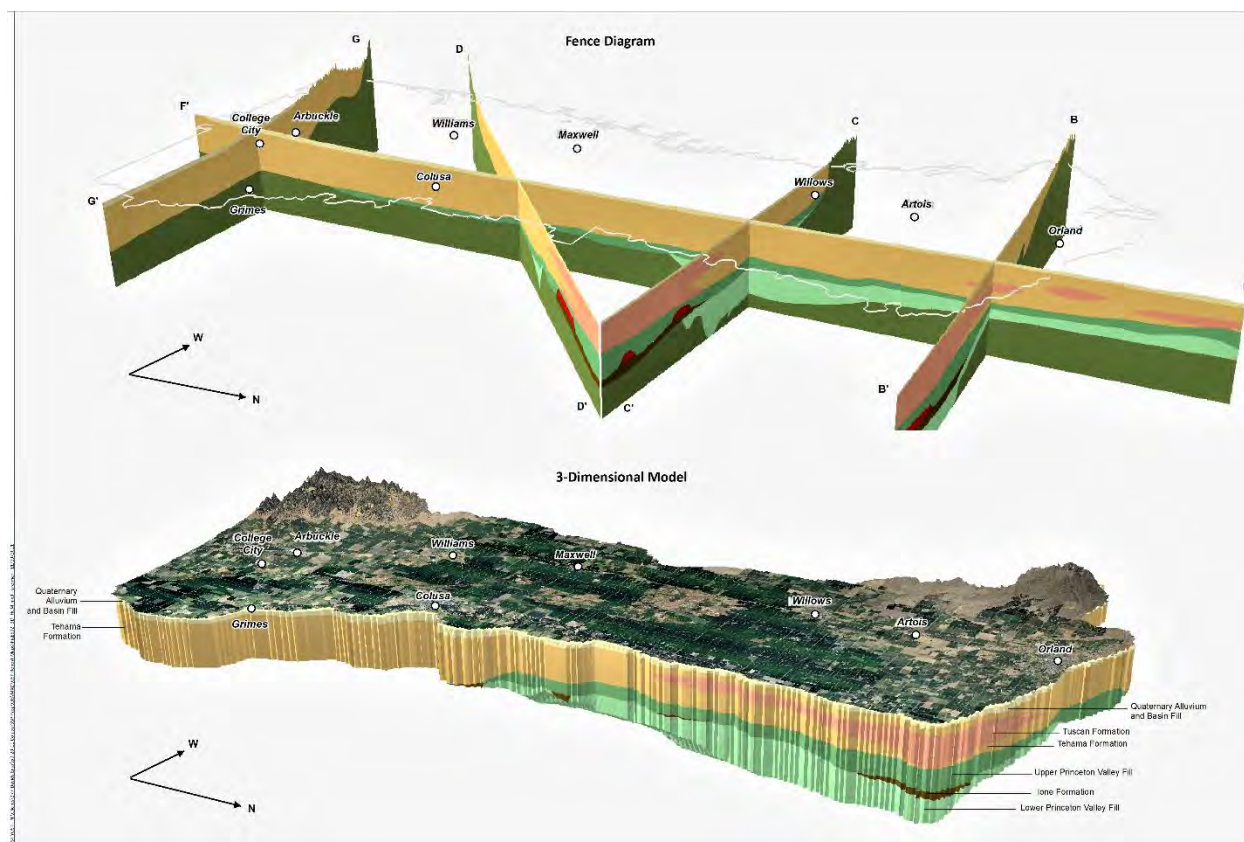 Fence Diagram
G
D
F'
College
City
Arbuckle
Williams
Maxwell
C
B
Colusa
Willows
Artois
G'
Grimes
Orland
W
N
B'
D'
C'
3-Dimensional Model
College
City
Arbuckle
Williams
Maxwell
Quaternary
Alluvium
and Basin Fill
Tehama
Formation
Grimes
Colusa
Willows
Artois
Orland
Quaternary Alluvium
and Basin Fill
Tuscan Formation
Tehama Formation
Upper Princeton Valley Fill
Ione Formation
Lower Princeton Valley Fill
W
N